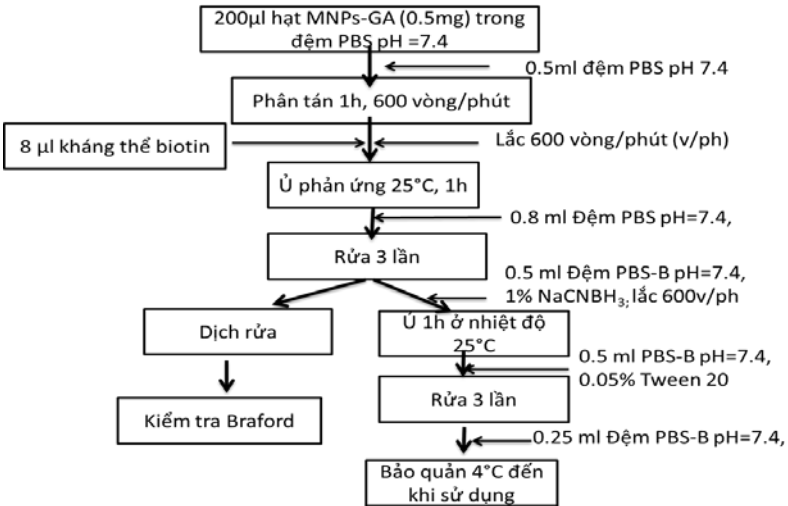 200µl hạt MNPs-GA (0.5mg) trong
đệm PBS pH =7.4
0.5ml đệm PBS pH 7.4
Phân tán 1h, 600 vòng/phút
8 µl kháng thể biotin
Lắc 600 vòng/phút (v/ph)
Ủ phản ứng 25°C, 1h
0.8 ml Đệm PBS pH=7.4,
Rửa 3 lần
0.5 ml Đệm PBS-B pH=7.4,
1% NaCNBH₃; lắc 600v/ph
Dịch rửa
Ủ 1h ở nhiệt độ
25°C
0.5 ml PBS-B pH=7.4,
0.05% Tween 20
Rửa 3 lần
Kiểm tra Braford
0.25 ml Đệm PBS-B pH=7.4,
Bảo quản 4°C đến
khi sử dụng